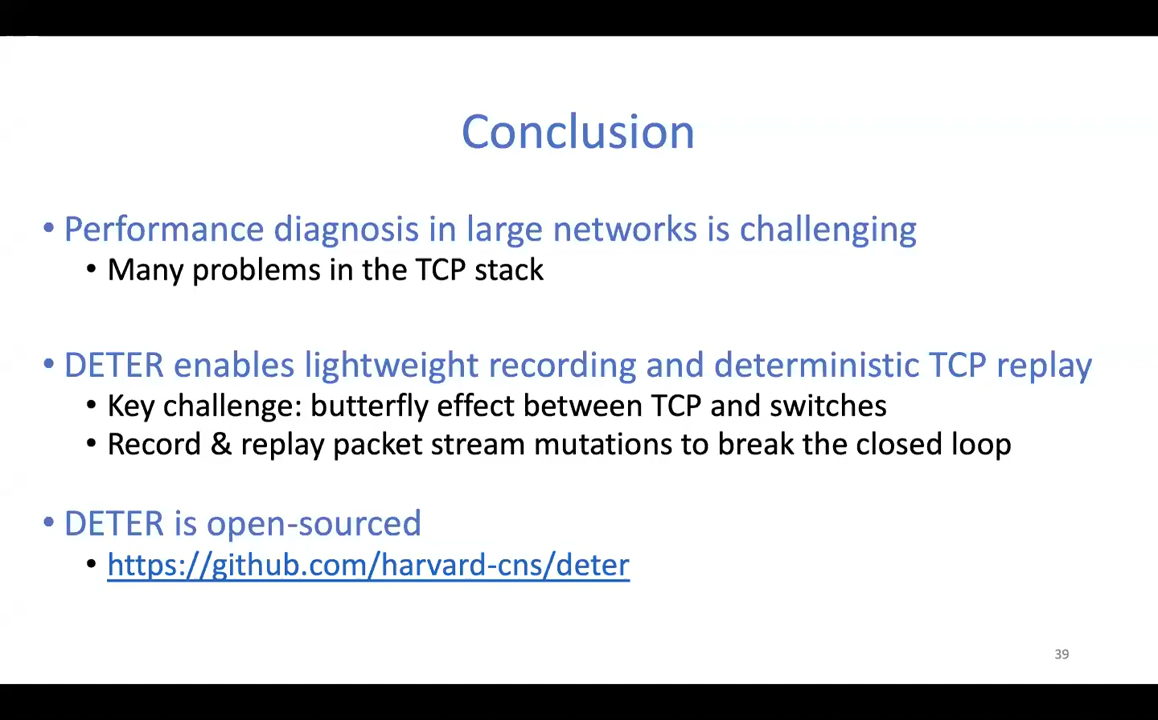 Conclusion
• Performance diagnosis in large networks is challenging
• Many problems in the TCP stack
• DETER enables lightweight recording and deterministic TCP replay
• Key challenge: butterfly effect between TCP and switches
• Record & replay packet stream mutations to break the closed loop
• DETER is open-sourced
• https://github.com/harvard-cns/deter
39